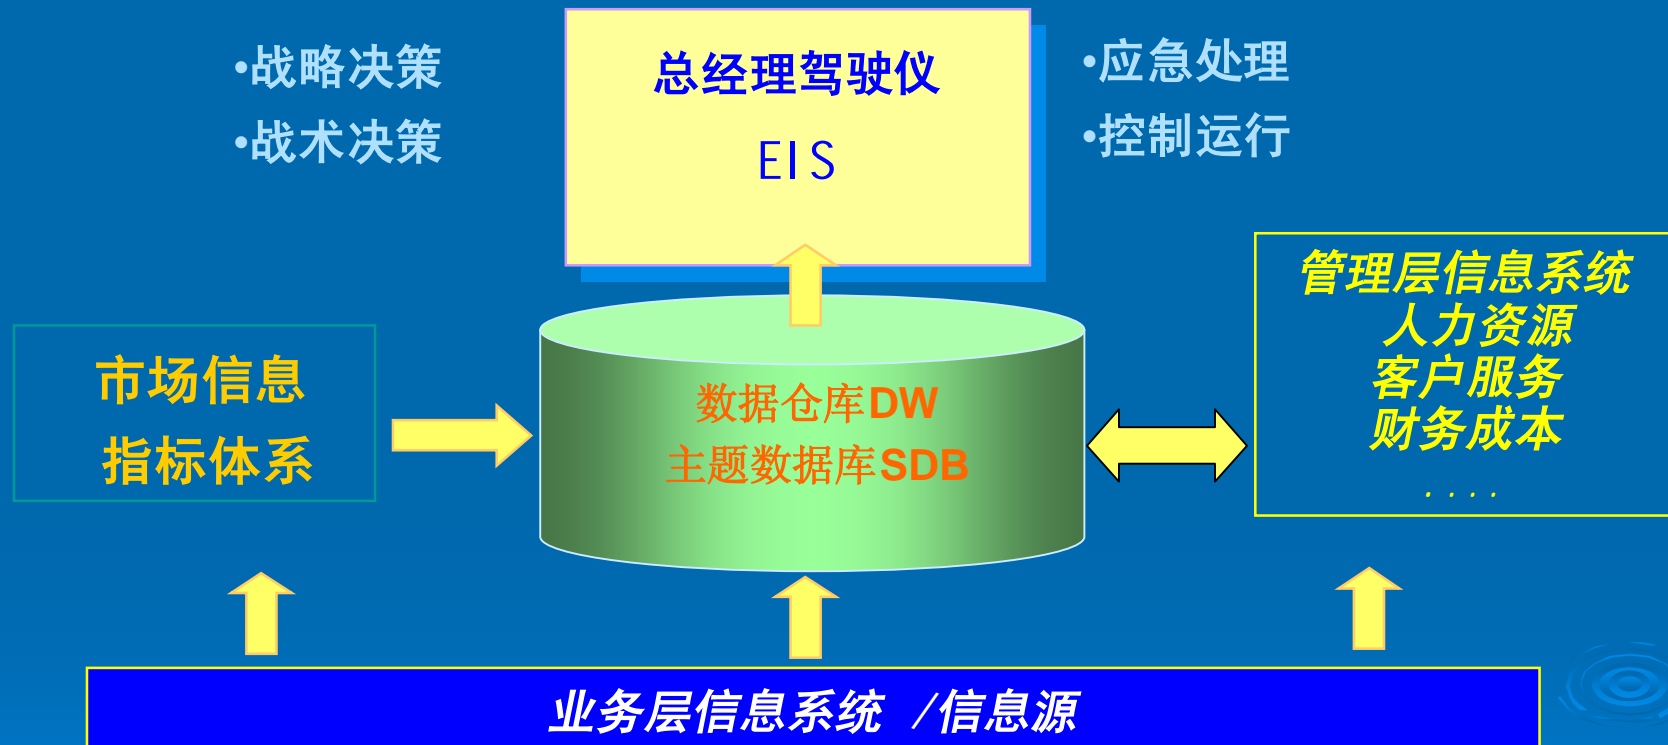 •战略决策
•战术决策
总经理驾驶仪
EIS
•应急处理
•控制运行
市场信息
指标体系
数据仓库DW
主题数据库SDB
管理层信息系统
人力资源
客户服务
财务成本
....
业务层信息系统 /信息源